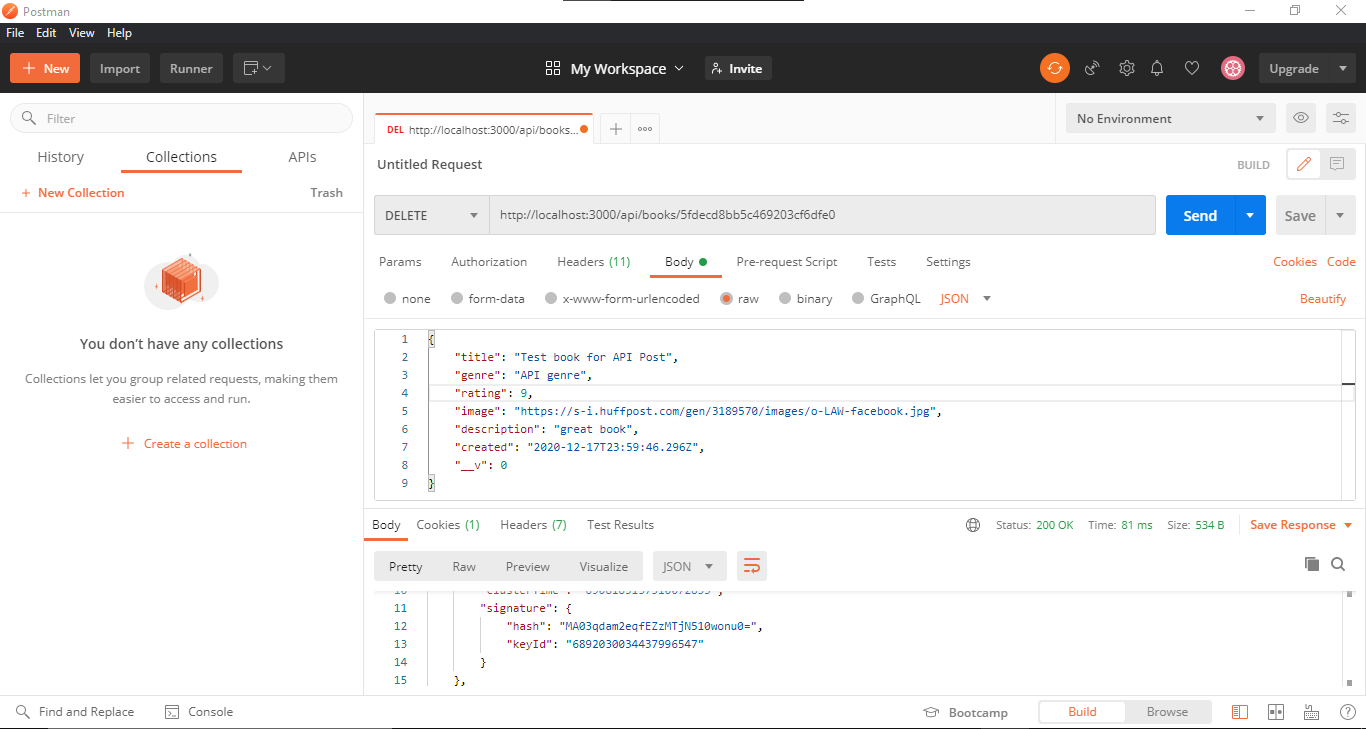 Postman
File Edit View Help
New Import Runner My Workspace Invite Upgrade
Filter
History Collections APIs
+ New Collection Trash
You don't have any collections
Collections let you group related requests, making them
easier to access and run.
+ Create a collection
DEL http://localhost:3000/api/books... + ooo
No Environment
Untitled Request BUILD
DELETE http://localhost:3000/api/books/5fdecd8bb5c469203cf6dfe0 Send Save
Params Authorization Headers (11) Body Pre-request Script Tests Settings Cookies Code
none form-data x-www-form-urlencoded raw binary GraphQL JSON Beautify
1 {
2 "title": "Test book for API Post",
3 "genre": "API genre",
4 "rating": 9,
5 "image": "https://s-i.huffpost.com/gen/3189570/images/o-LAW-facebook.jpg",
6 "description": "great book",
7 "created": "2020-12-17T23:59:46.296Z",
8 "__v": 0
9 }
Body Cookies (1) Headers (7) Test Results Status: 200 OK Time: 81 ms Size: 534 B Save Response
Pretty Raw Preview Visualize JSON
10 "clusterTime":
11 "signature": {
12 "hash": "MA03qdam2eqfEZzMTjN510wonu0=",
13 "keyId": "6892030034437996547"
14 }
15 },
Find and Replace Console Bootcamp Build Browse